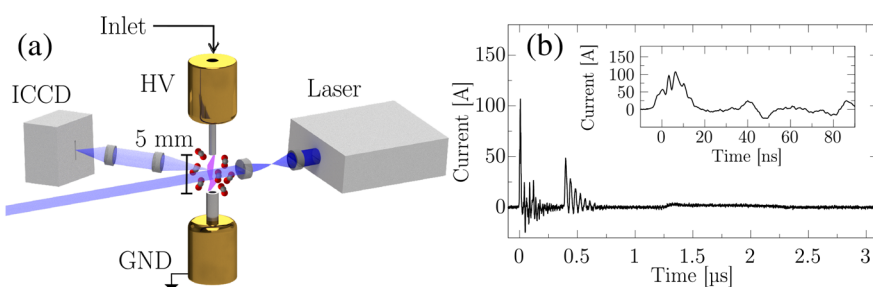 (a)
Inlet
HV
ICCD
5 mm
Laser
GND
(b)
Current [A]
150
100
50
0
0
0.5
1
1.5
2
2.5
3
Time [µs]
Current [A]
150
100
50
0
0
20
40
60
80
Time [ns]